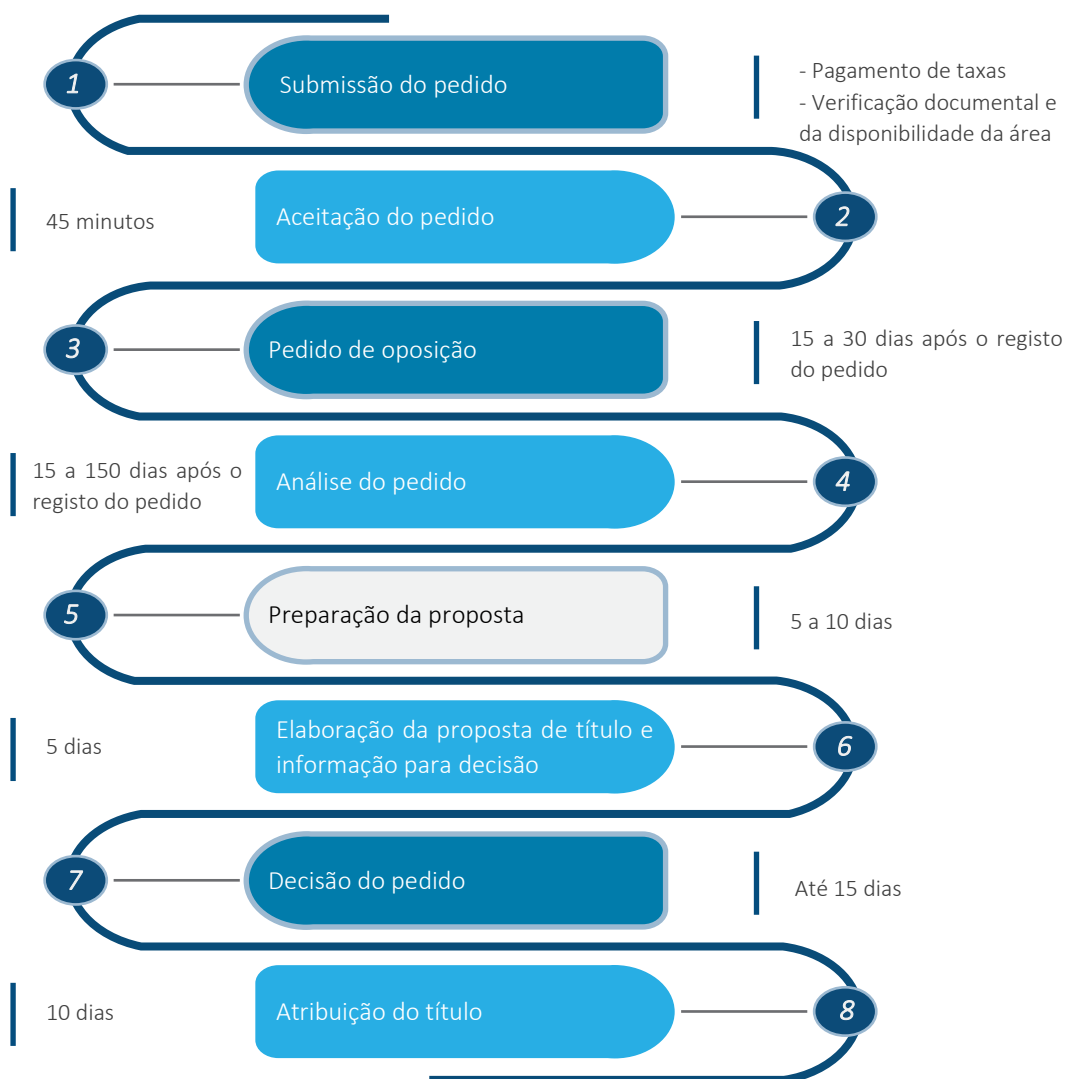 1
Submissão do pedido
- Pagamento de taxas
- Verificação documental e
da disponibilidade da área
45 minutos
Aceitação do pedido
2
3
Pedido de oposição
15 a 30 dias após o registo
do pedido
15 a 150 dias após o
registo do pedido
Análise do pedido
4
5
Preparação da proposta
5 a 10 dias
5 dias
Elaboração da proposta de título e
informação para decisão
6
7
Decisão do pedido
Até 15 dias
10 dias
Atribuição do título
8